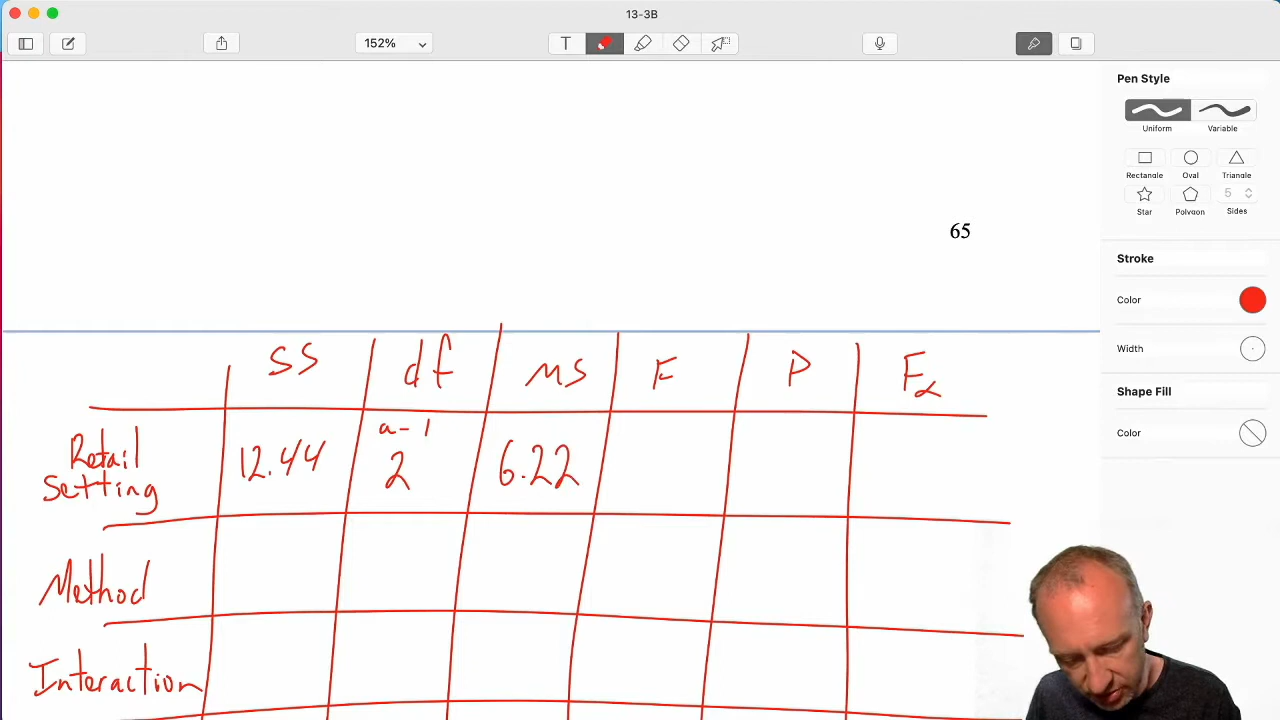 13-3B
152%
T
Pen Style
Uniform
Variable
Rectangle
Oval
Triangle
5
Star
Polygon
Sides
Stroke
Color
Width
Shape Fill
Color
65
SS df MS F P Fα
Retail
Setting
12.44
a-1
2
6.22
Method
Interaction